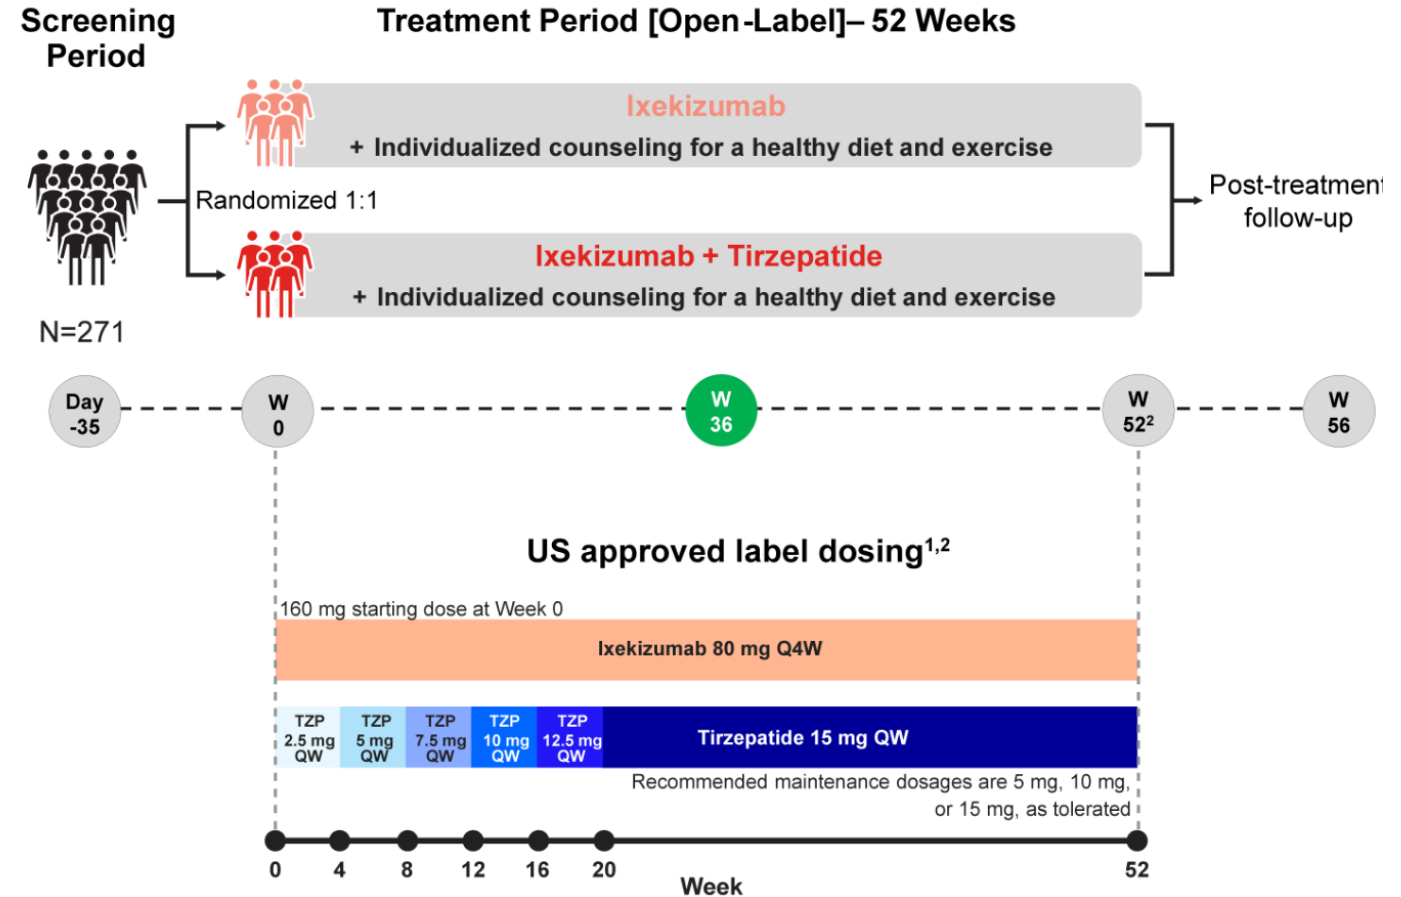 Screening
Period
Treatment Period [Open-Label]– 52 Weeks
Ixekizumab
+ Individualized counseling for a healthy diet and exercise
Randomized 1:1
Post-treatment
follow-up
Ixekizumab + Tirzepatide
+ Individualized counseling for a healthy diet and exercise
N=271
Day
-35
W
0
W
36
W
52²
W
56
US approved label dosing¹,²
160 mg starting dose at Week 0
Ixekizumab 80 mg Q4W
TZP
2.5 mg
QW
TZP
5 mg
QW
TZP
7.5 mg
QW
TZP
10 mg
QW
TZP
12.5 mg
QW
Tirzepatide 15 mg QW
Recommended maintenance dosages are 5 mg, 10 mg,
or 15 mg, as tolerated
0 4 8 12 16 20 52
Week